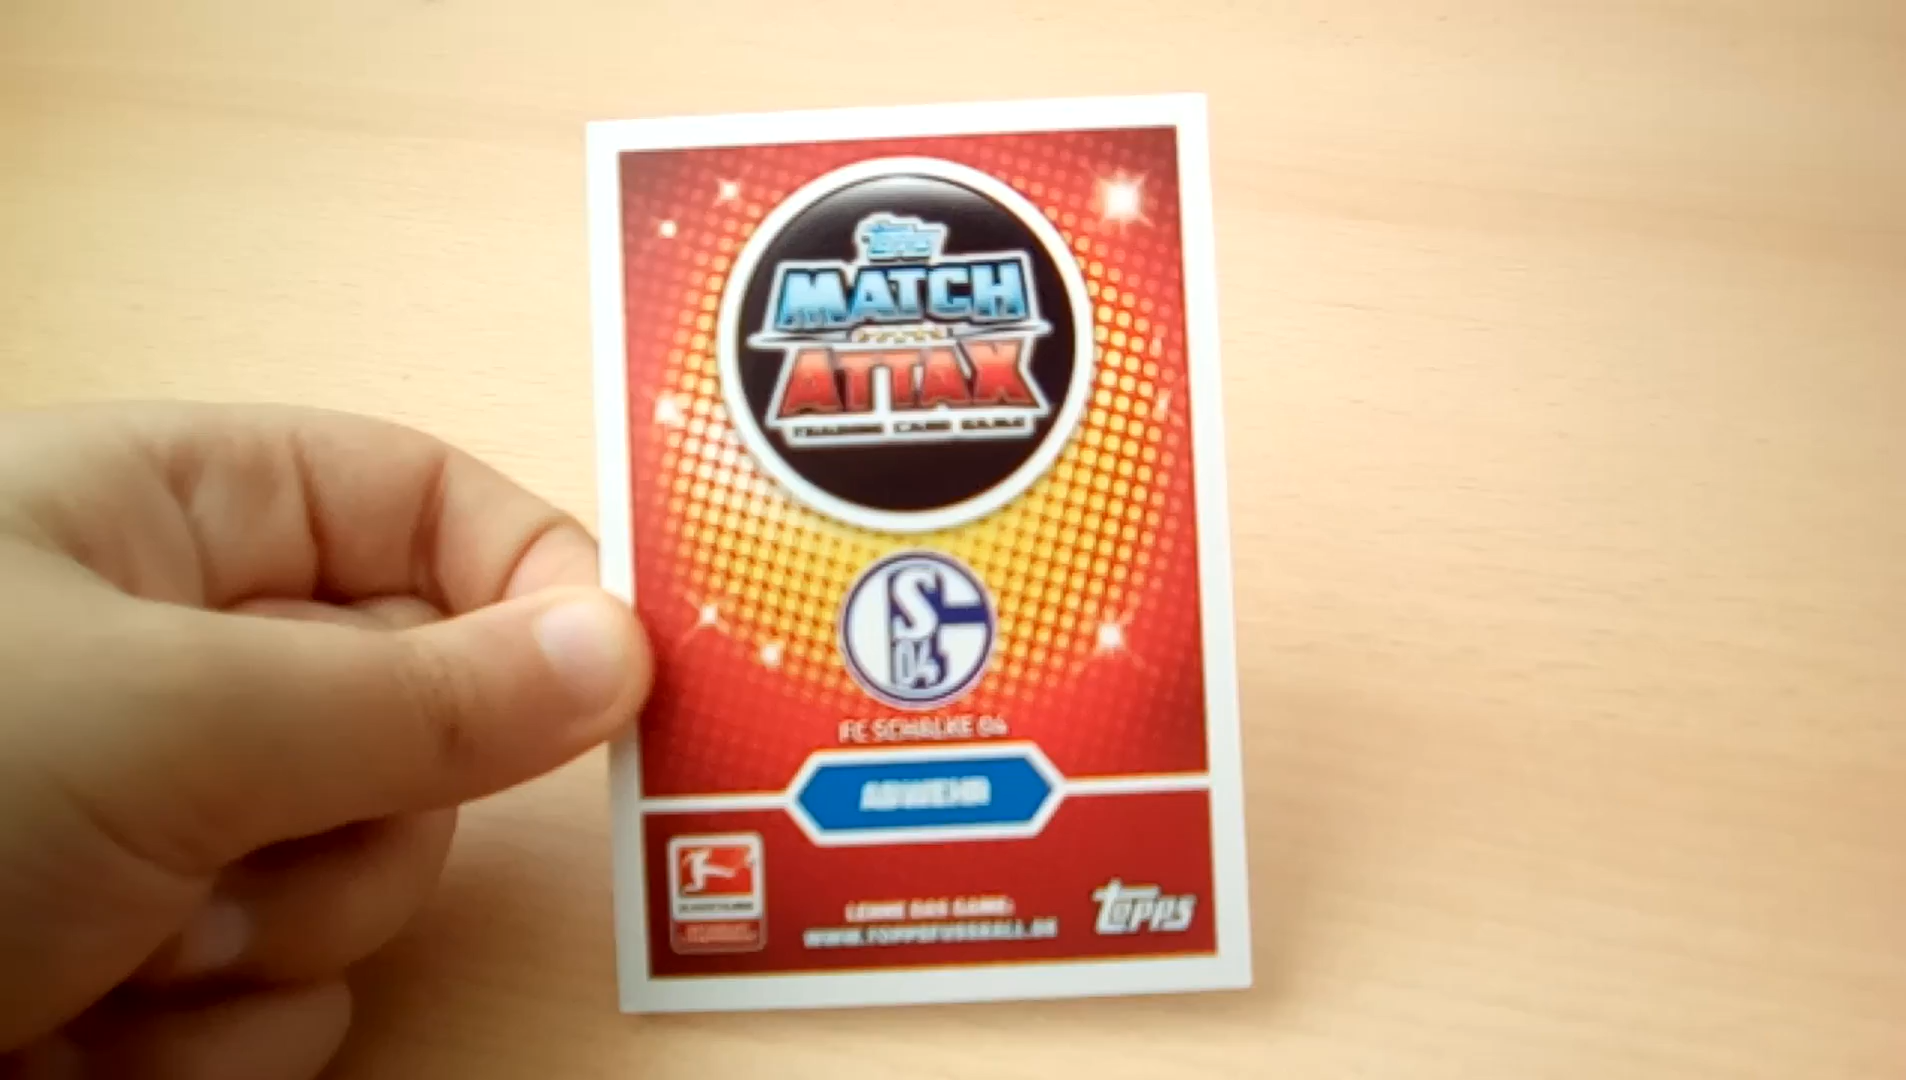 topps
MATCH
ATTAX
TRADING CARD GAME
S
04
FC SCHALKE 04
ABWEHR
LERNE DAS GAME:
WWW.TOPPSFUSSBALL.DE
topps